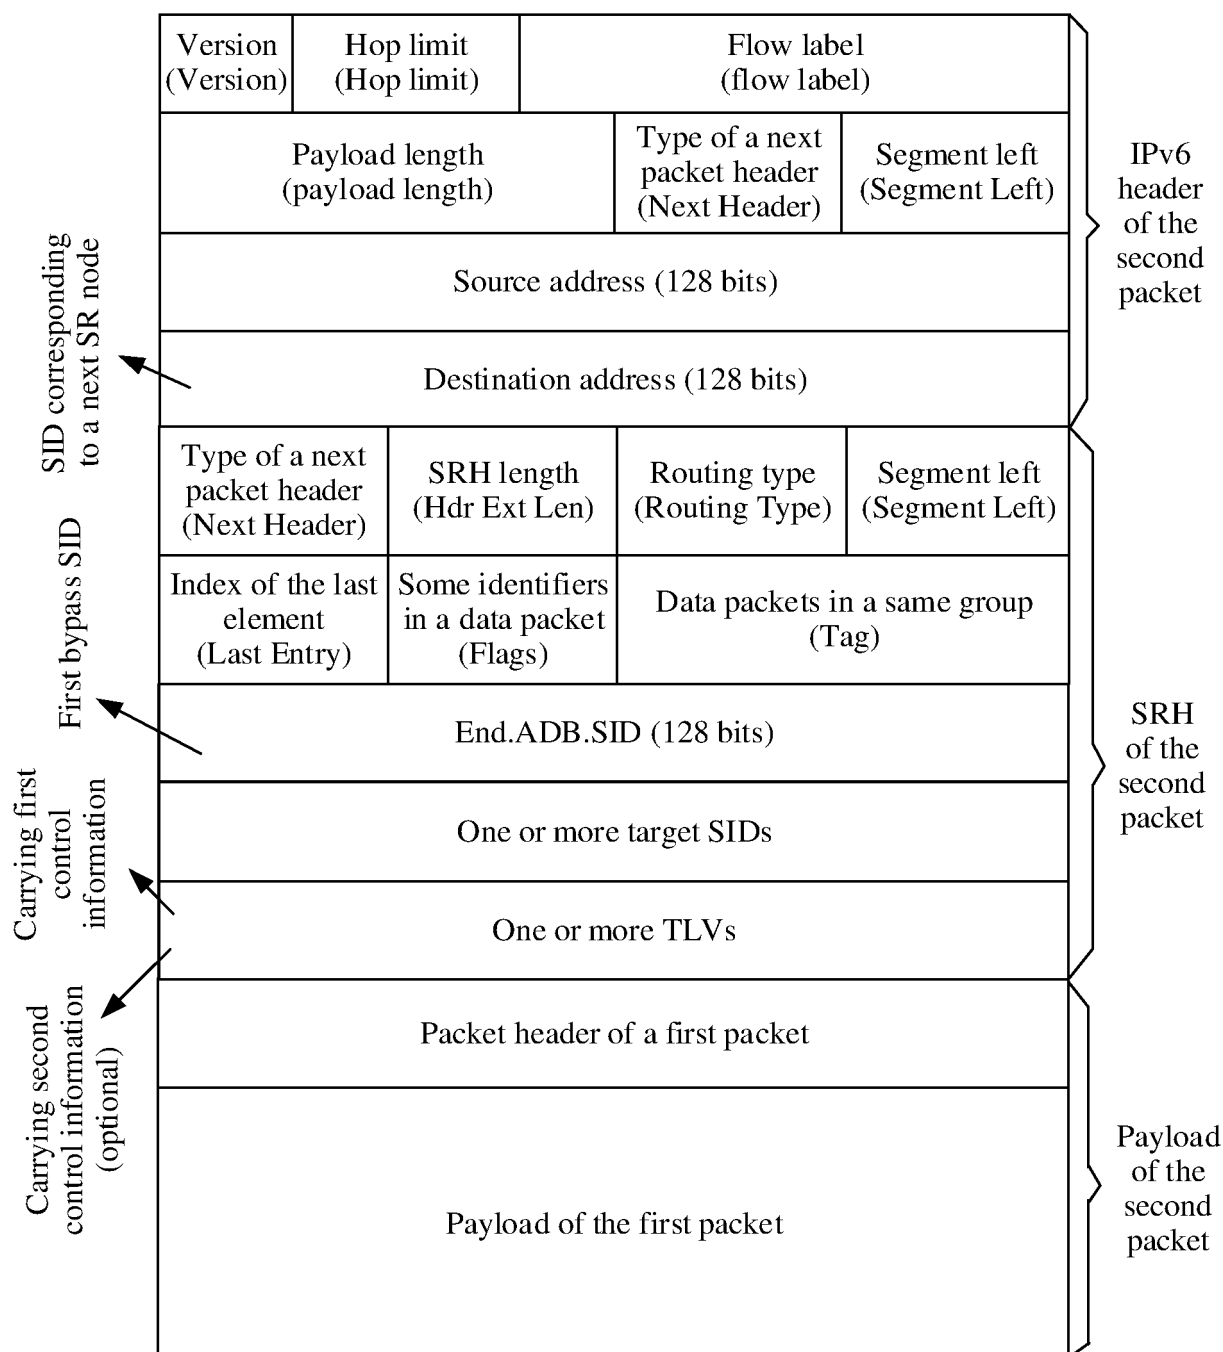 Version
(Version)
Hop limit
(Hop limit)
Flow label
(flow label)
Payload length
(payload length)
Type of a next
packet header
(Next Header)
Segment left
(Segment Left)
Source address (128 bits)
Destination address (128 bits)
IPv6
header
of the
second
packet
SID corresponding
to a next SR node
Type of a next
packet header
(Next Header)
SRH length
(Hdr Ext Len)
Routing type
(Routing Type)
Segment left
(Segment Left)
Index of the last
element
(Last Entry)
Some identifiers
in a data packet
(Flags)
Data packets in a same group
(Tag)
First bypass SID
End.ADB.SID (128 bits)
One or more target SIDs
One or more TLVs
SRH
of the
second
packet
Carrying first
control
information
Carrying second
control information
(optional)
Packet header of a first packet
Payload of the first packet
Payload
of the
second
packet